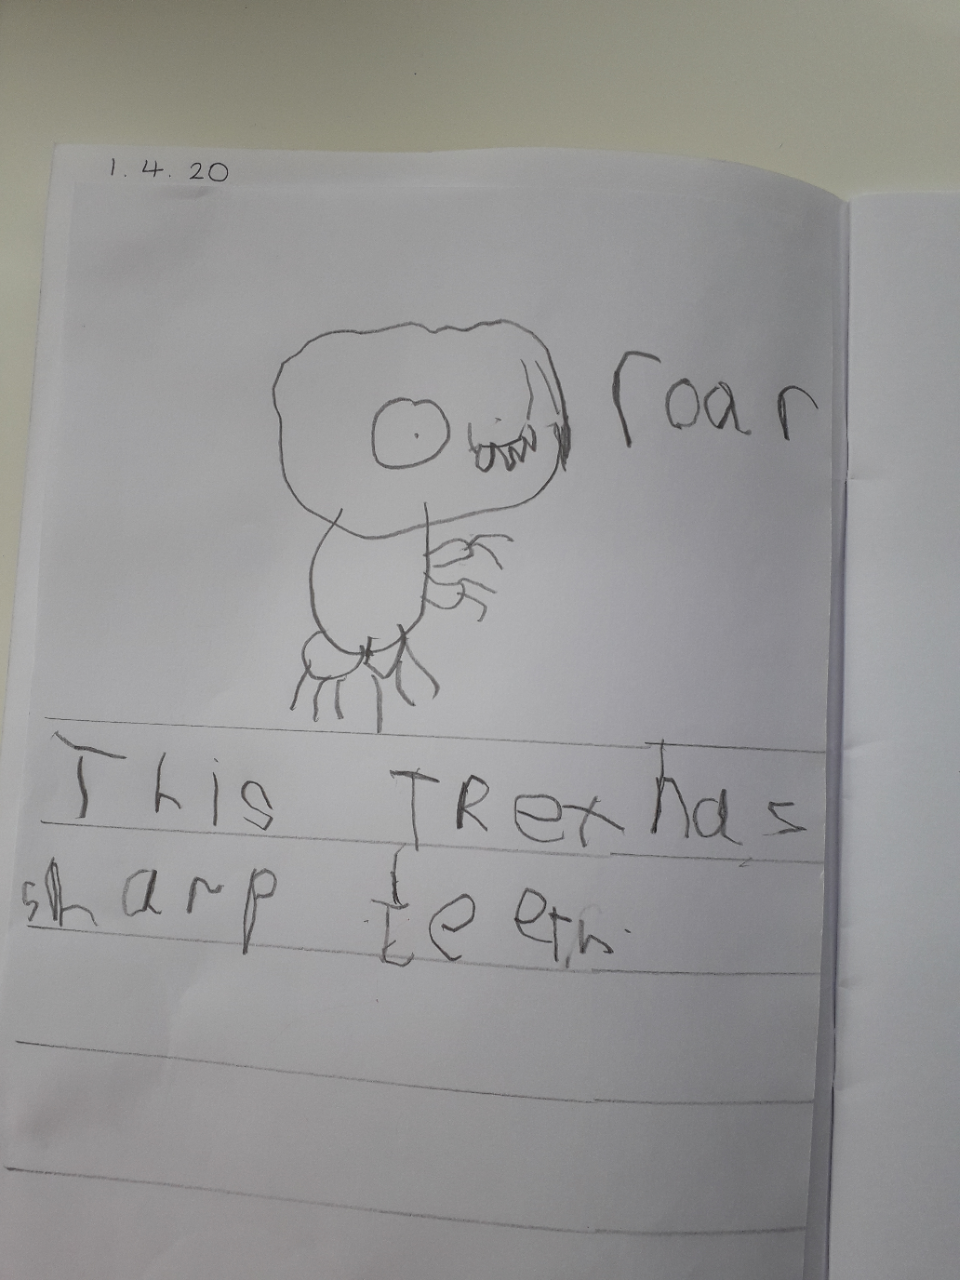 1.4.20
roar
This TRex has
sharp teeth.